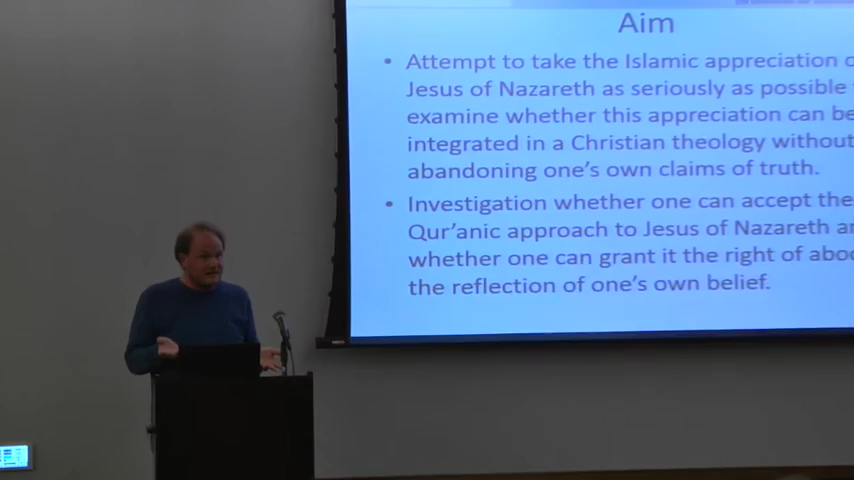 Aim
• Attempt to take the Islamic appreciation
Jesus of Nazareth as seriously as possible
examine whether this appreciation can be
integrated in a Christian theology without
abandoning one's own claims of truth.
• Investigation whether one can accept the
Qur'anic approach to Jesus of Nazareth
whether one can grant it the right of
the reflection of one's own belief.